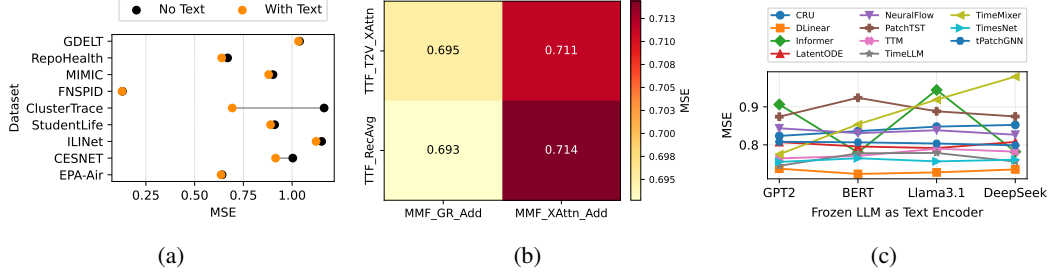 No Text
With Text
GDELT
RepoHealth
MIMIC
FNSPID
ClusterTrace
StudentLife
ILINet
CESNET
EPA-Air
Dataset
0.25
0.50
0.75
1.00
MSE
(a)
TTF_T2V_XAttn
TTF_RecAvg
0.695
0.711
0.693
0.714
MMF_GR_Add
MMF_XAttn_Add
0.713
0.710
0.708
0.705
0.703
0.700
0.698
0.695
MSE
(b)
CRU
DLinear
Informer
LatentODE
NeuralFlow
PatchTST
TTM
TimeLLM
TimeMixer
TimesNet
tPatchGNN
MSE
0.9
0.8
GPT2
BERT
Llama3.1
DeepSeek
Frozen LLM as Text Encoder
(c)